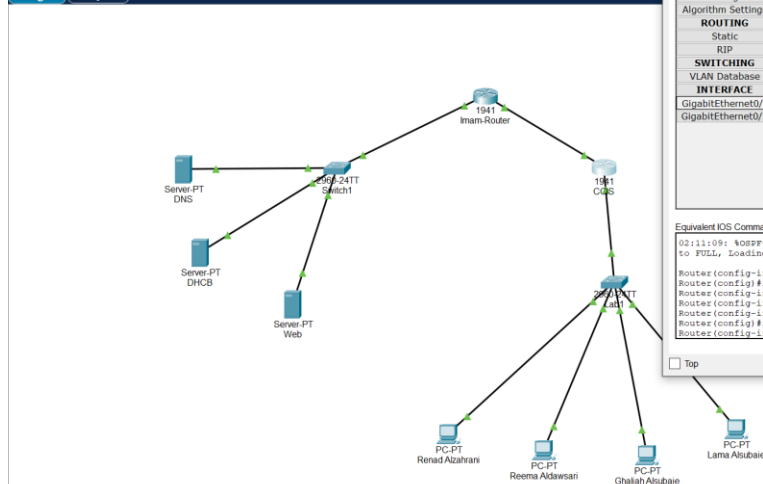 Algorithm Setting
ROUTING
Static
RIP
SWITCHING
VLAN Database
INTERFACE
GigabitEthernet0/
GigabitEthernet0/
1941
Imam-Router
Server-PT
DNS
2960-24TT
Switch1
1941
Server-PT
DHCB
2960-24TT
Lab1
Server-PT
Web
Equivalent IOS Comma
02:11:09: %OSPF
to FULL, Loadin
Router(config-i
Router(config)#
Router(config-i
Router(config-i
Router(config-i
Router(config)#
Router(config-i
Top
PC-PT
Renad Alzahrani
PC-PT
Reema Aldawsari
PC-PT
Ghaliah Alsubaie
PC-PT
Lama Alsubaie